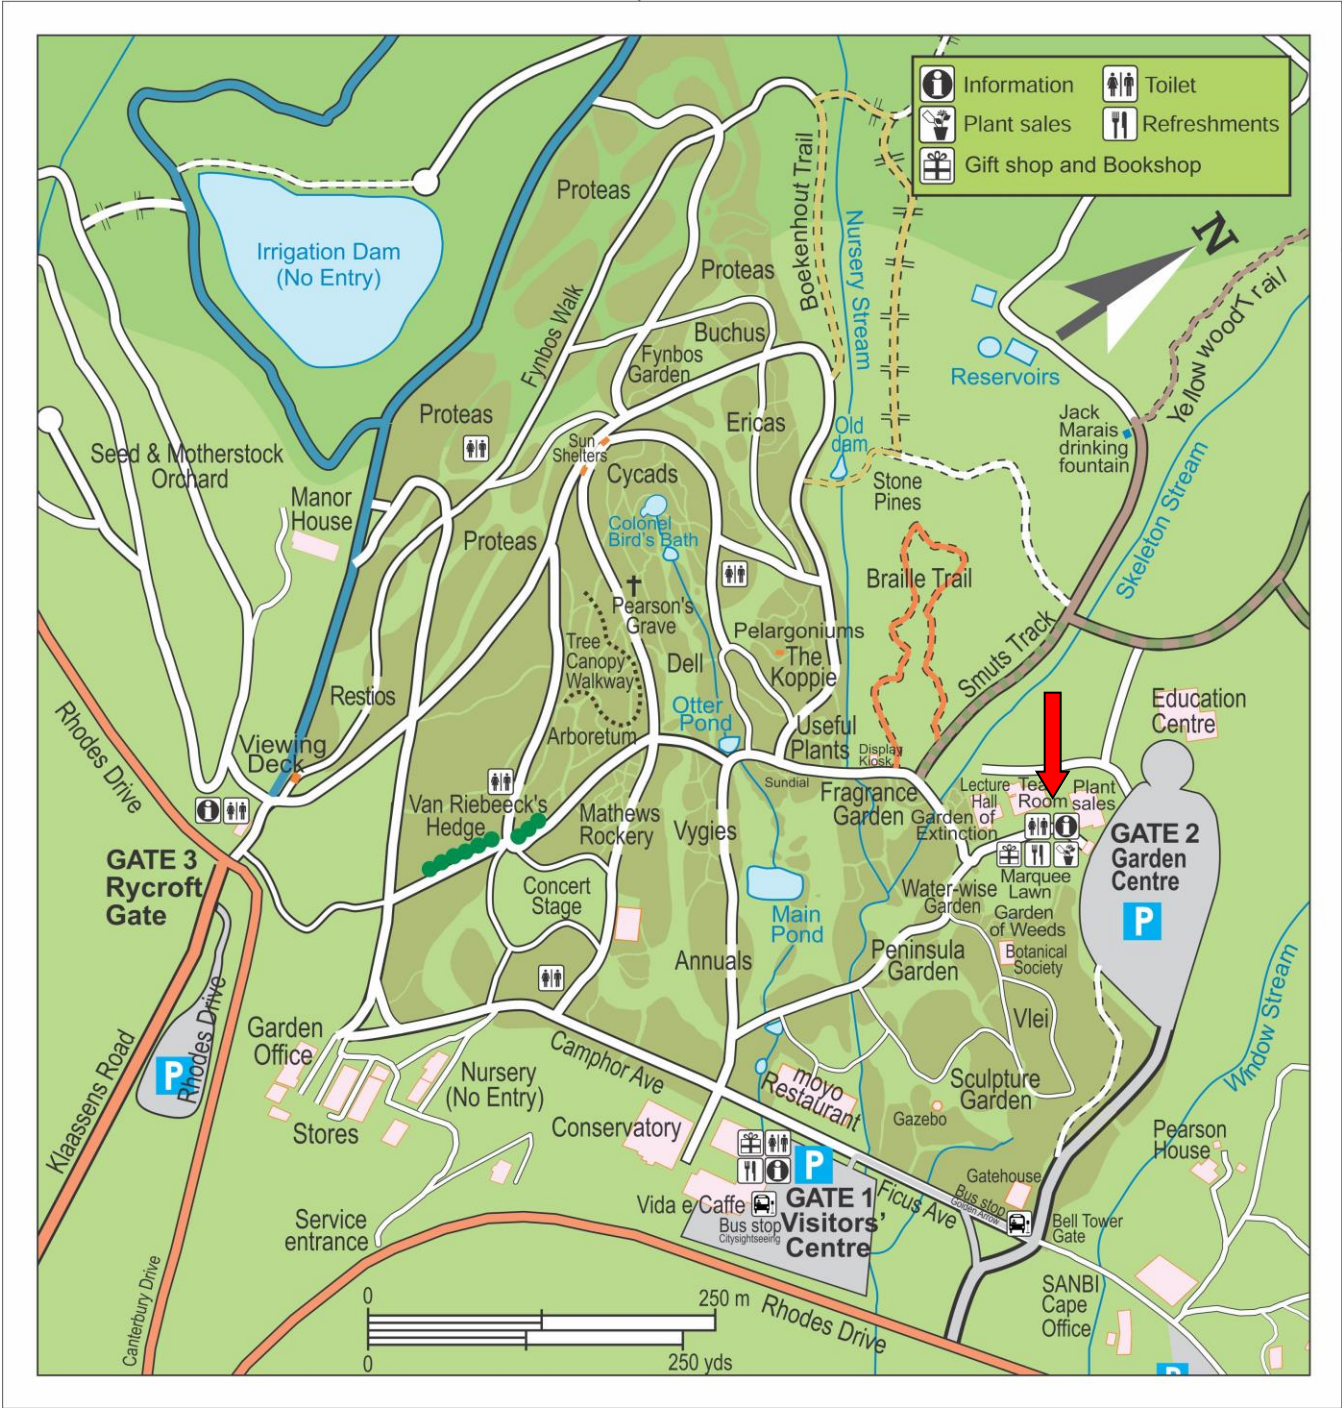 Information
Toilet
Plant sales
Refreshments
Gift shop and Bookshop
N
Irrigation Dam
(No Entry)
Proteas
Proteas
Boekenhout Trail
Nursery Stream
Yellowwood Trail
Reservoirs
Buchus
Fynbos
Garden
Fynbos Walk
Proteas
Ericas
Old
dam
Jack
Marais
drinking
fountain
Skeleton Stream
Seed & Motherstock
Orchard
Sun
Shelters
Cycads
Stone
Pines
Manor
House
Colonel
Bird's Bath
Proteas
Braille Trail
Pearson's
Grave
Pelargoniums
The
Koppie
Tree
Canopy
Walkway
Dell
Smuts Track
Restios
Otter
Pond
Education
Centre
Rhodes Drive
Viewing
Deck
Arboretum
Useful
Plants
Display
Kiosk
Sundial
Fragrance
Garden
Lecture
Hall
Tea
Room
Plant
sales
Garden of
Extinction
Van Riebeeck's
Hedge
Mathews
Rockery
Vygies
GATE 2
Garden
Centre
P
GATE 3
Rycroft
Gate
Concert
Stage
Marquee
Lawn
Water-wise
Garden
Garden
of Weeds
Main
Pond
Botanical
Society
Peninsula
Garden
Annuals
Vlei
Window Stream
Rhodes Drive
P
Klaassens Road
Garden
Office
Camphor Ave
Nursery
(No Entry)
moyo
Restaurant
Sculpture
Garden
Gazebo
Stores
Conservatory
Pearson
House
P
Gatehouse
Vida e Caffe
GATE 1
Visitors'
Centre
Bus stop
Citysightseeing
Ficus Ave
Bus stop
Golden Arrow
Bell Tower
Gate
Service
entrance
Canterbury Drive
SANBI
Cape
Office
Rhodes Drive
0
250 m
0
250 yds
P